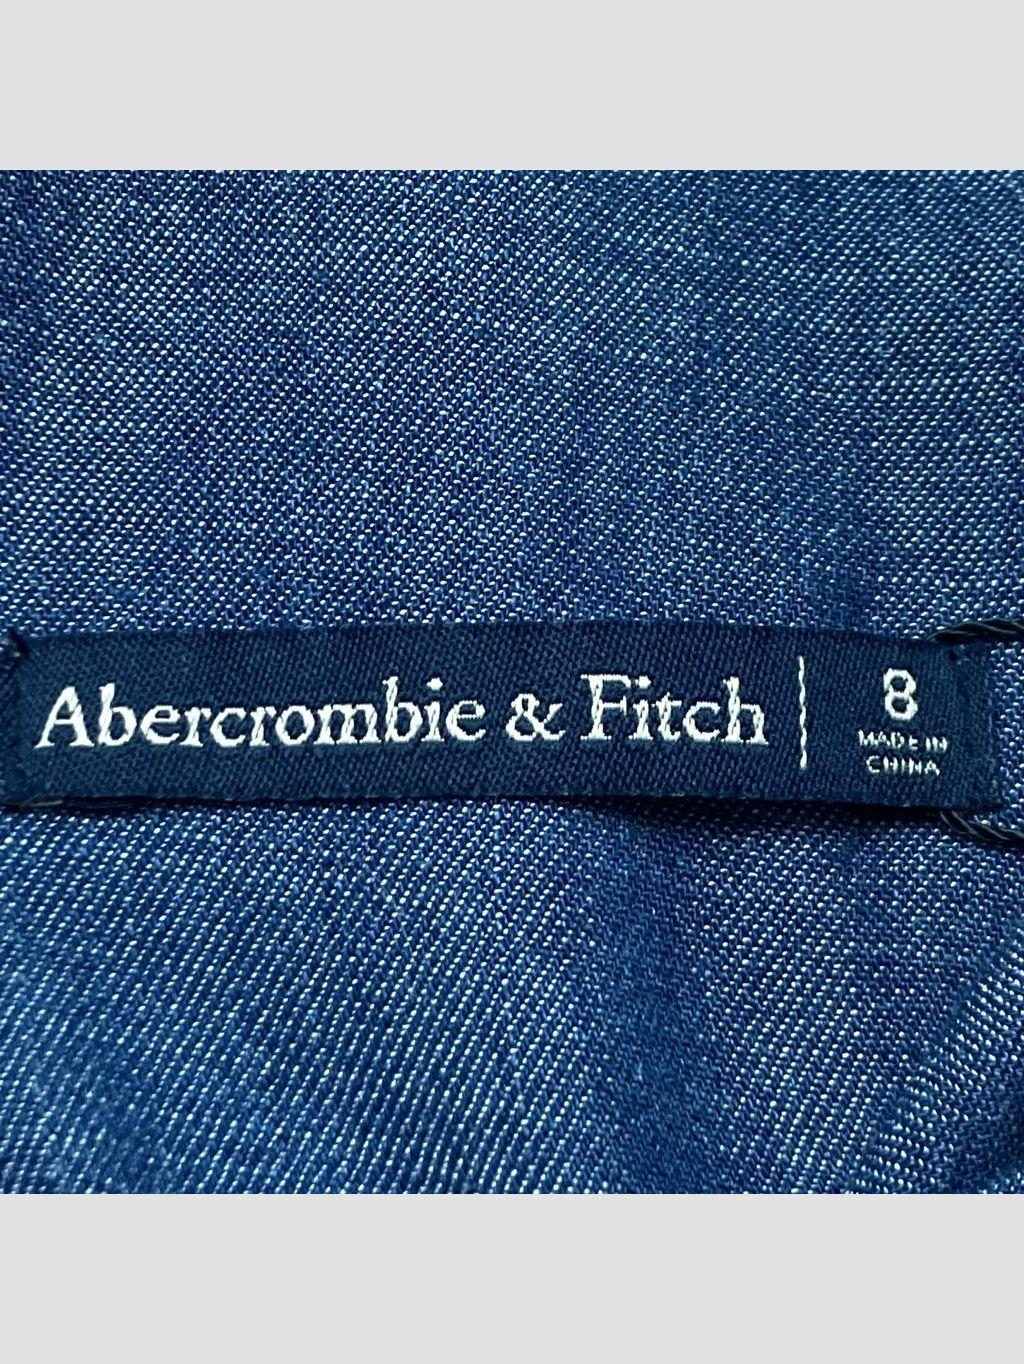 Abercrombie & Fitch
8
MADE IN
CHINA